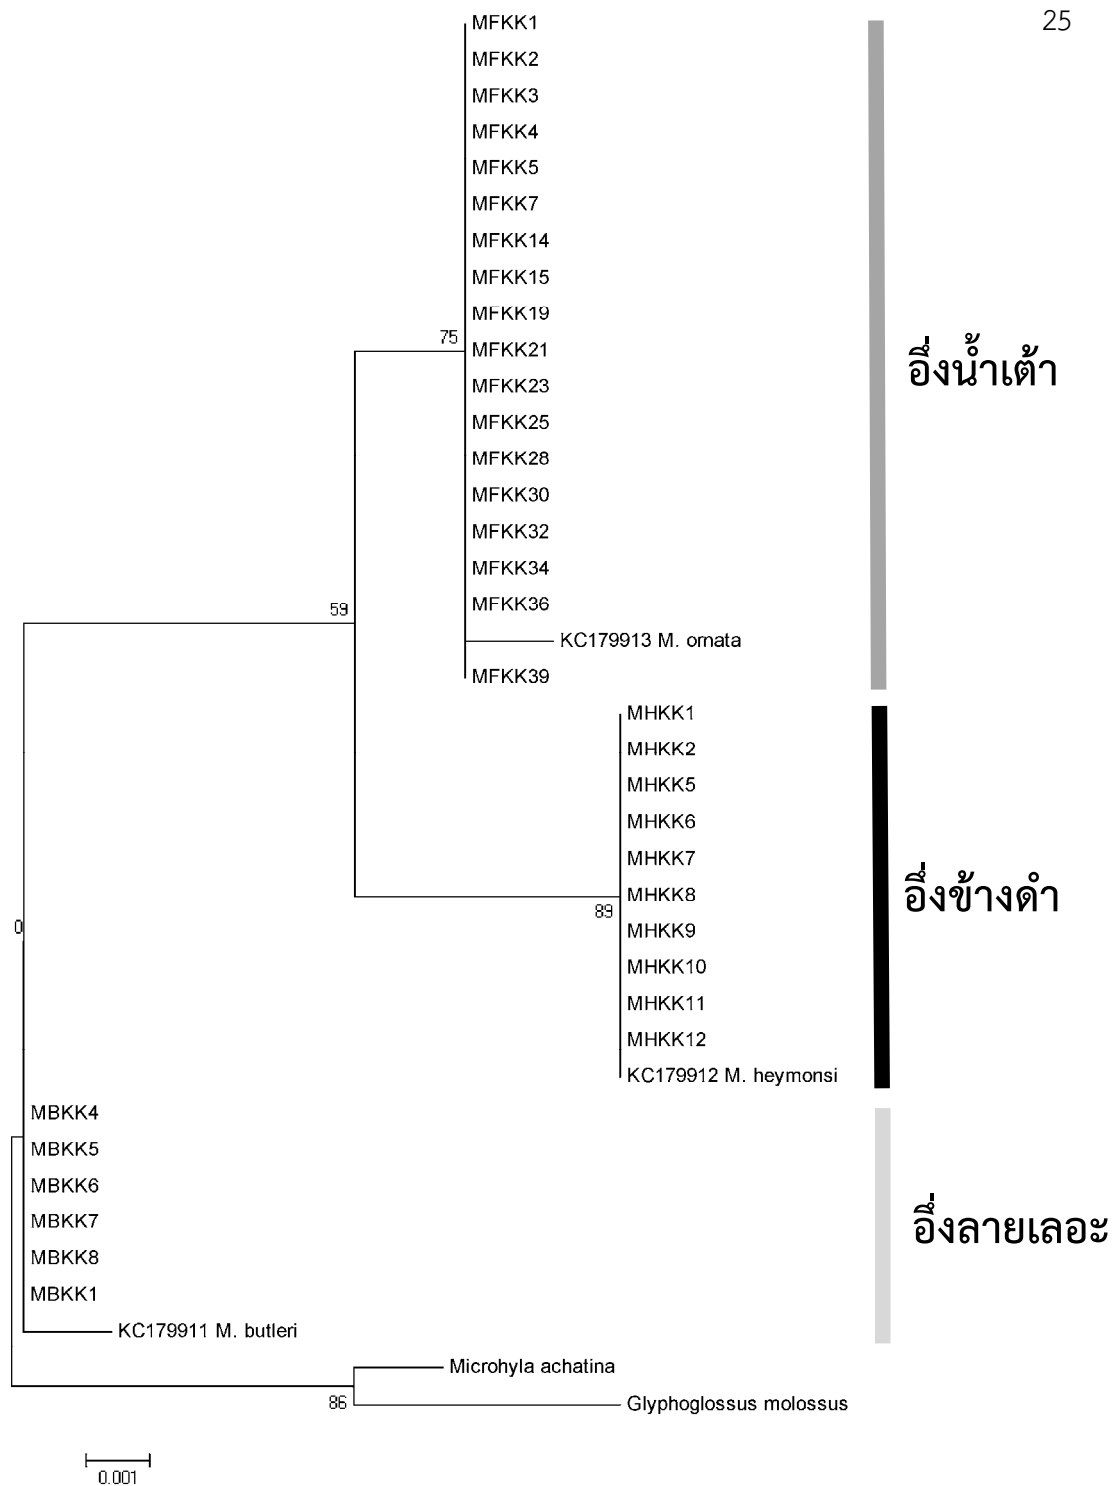 25
MFKK1
MFKK2
MFKK3
MFKK4
MFKK5
MFKK7
MFKK14
MFKK15
MFKK19
75
MFKK21
MFKK23
MFKK25
MFKK28
MFKK30
MFKK32
MFKK34
MFKK36
KC179913 M. ornata
MFKK39
อึ่งน้ำเต้า
59
MHKK1
MHKK2
MHKK5
MHKK6
MHKK7
MHKK8
89
MHKK9
MHKK10
MHKK11
MHKK12
KC179912 M. heymonsi
อึ่งข้างดำ
0
MBKK4
MBKK5
MBKK6
MBKK7
MBKK8
MBKK1
KC179911 M. butleri
อึ่งลายเลอะ
Microhyla achatina
86
Glyphoglossus molossus
0.001